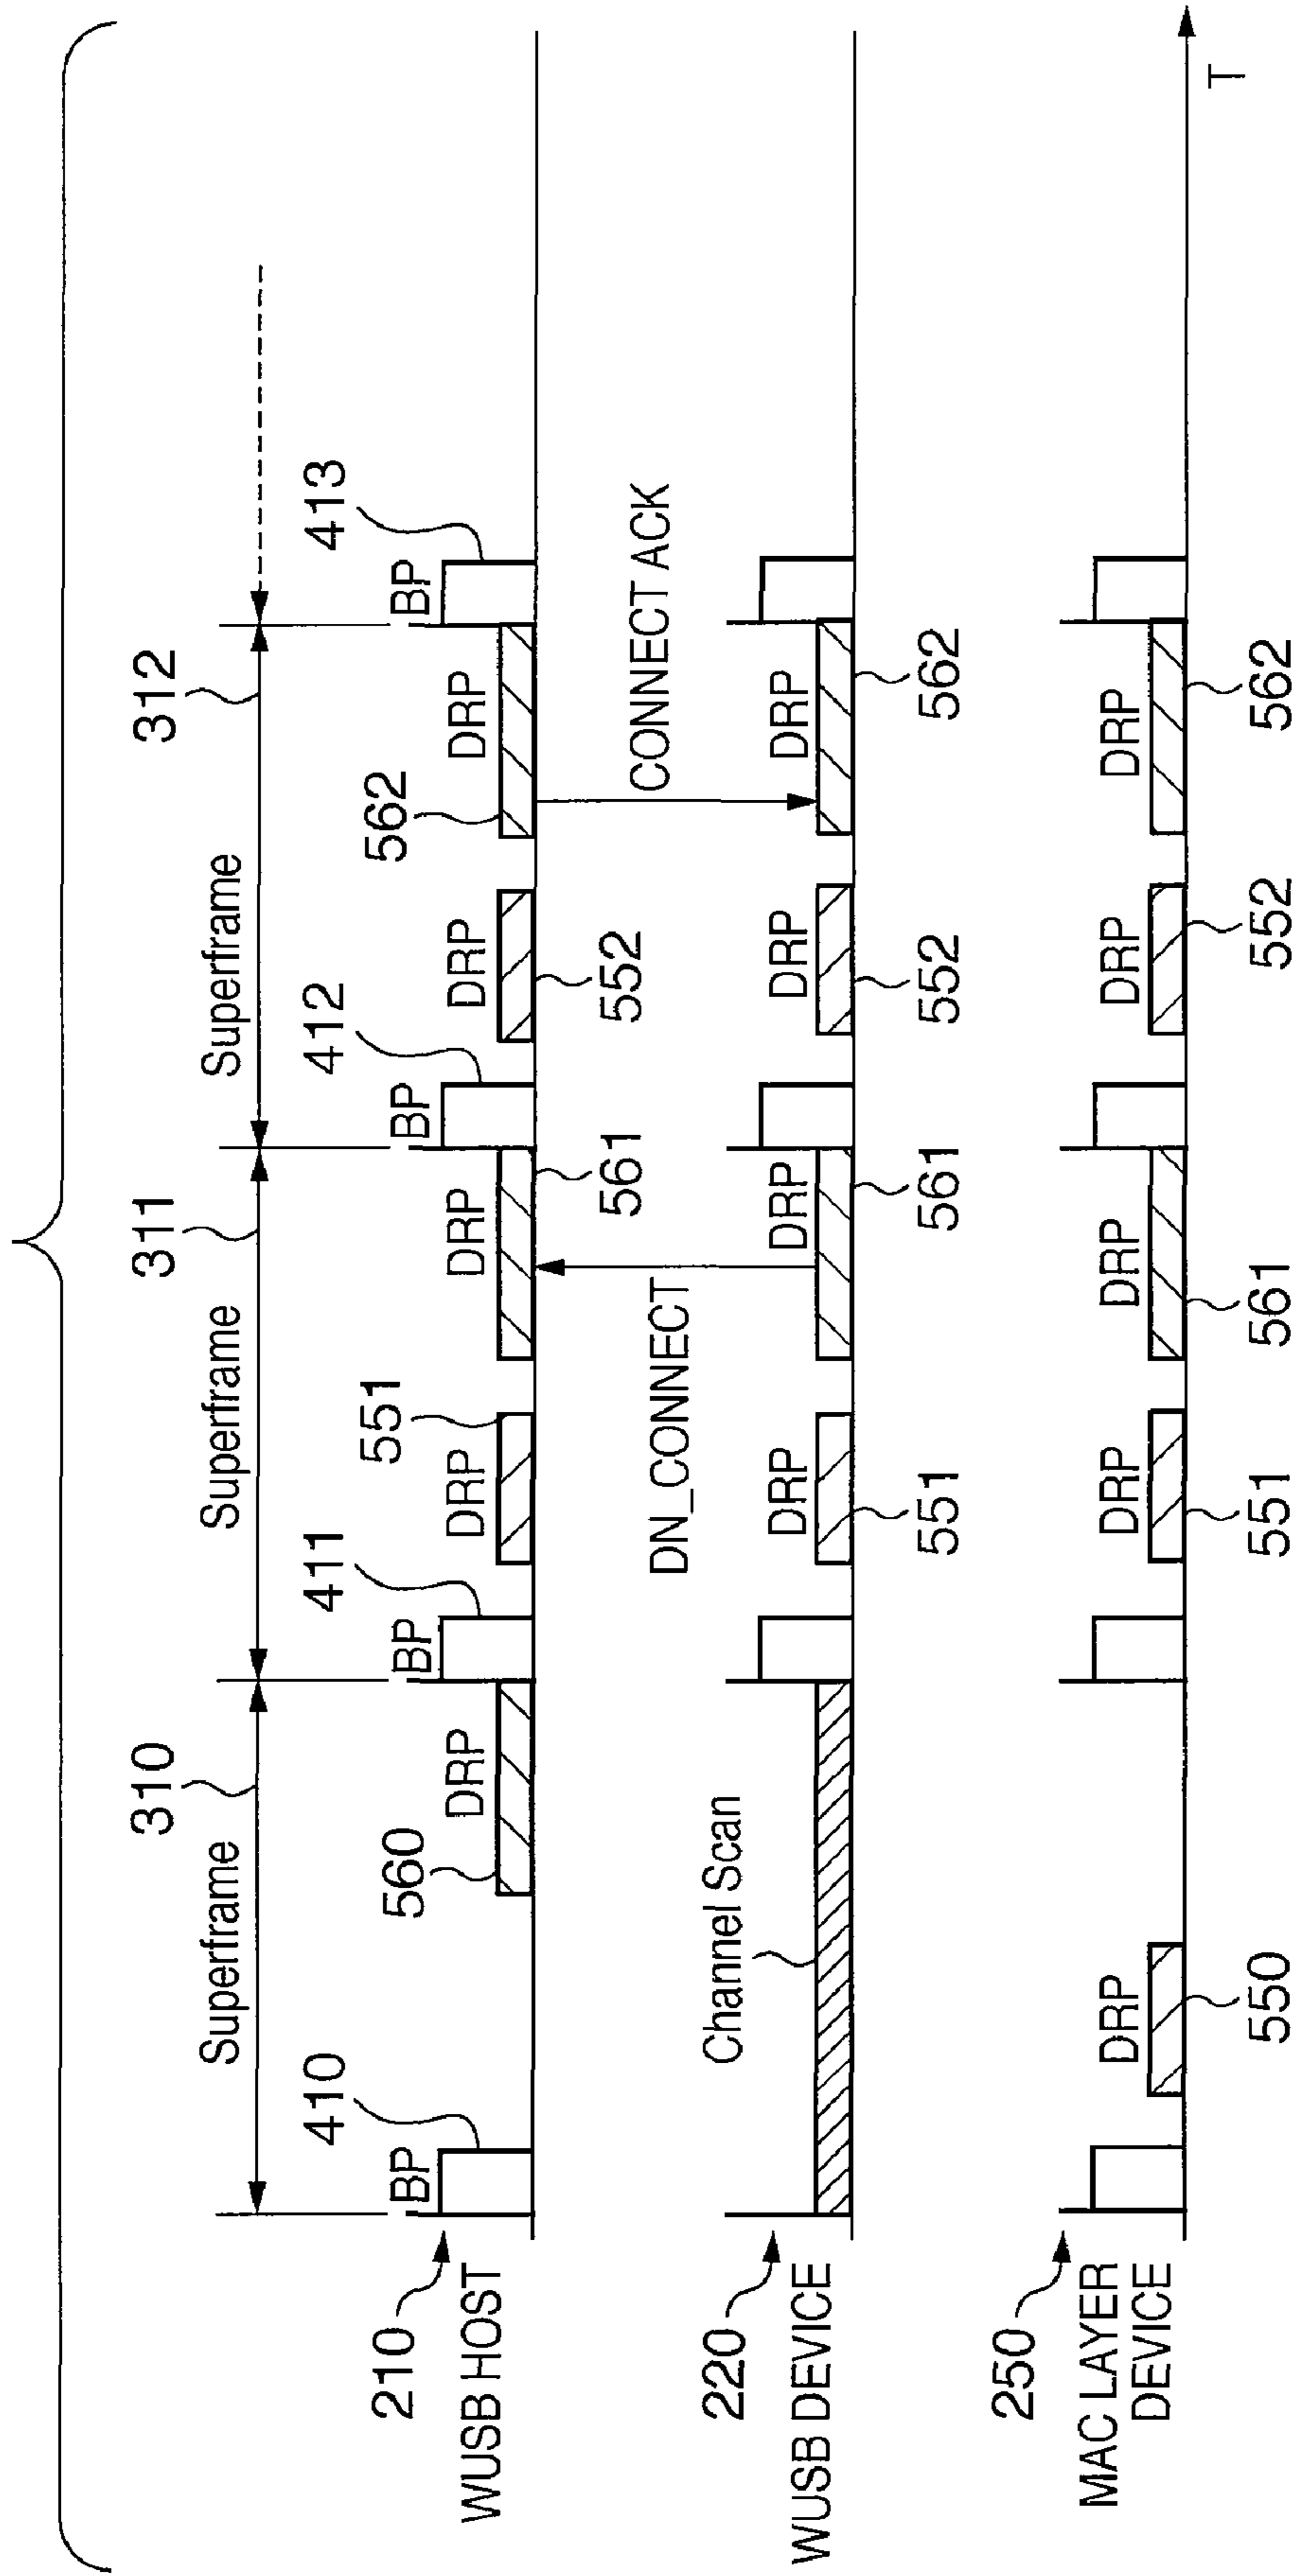 310
311
312
Superframe
Superframe
Superframe
410
411
412
413
BP
BP
BP
BP
210
WUSB HOST
560
DRP
551
DRP
DRP
561
DRP
552
562
DRP
DN_CONNECT
CONNECT ACK
220
WUSB DEVICE
Channel Scan
DRP
DRP
DRP
DRP
551
561
552
562
250
MAC LAYER
DEVICE
DRP
DRP
DRP
DRP
DRP
550
551
561
552
562
T